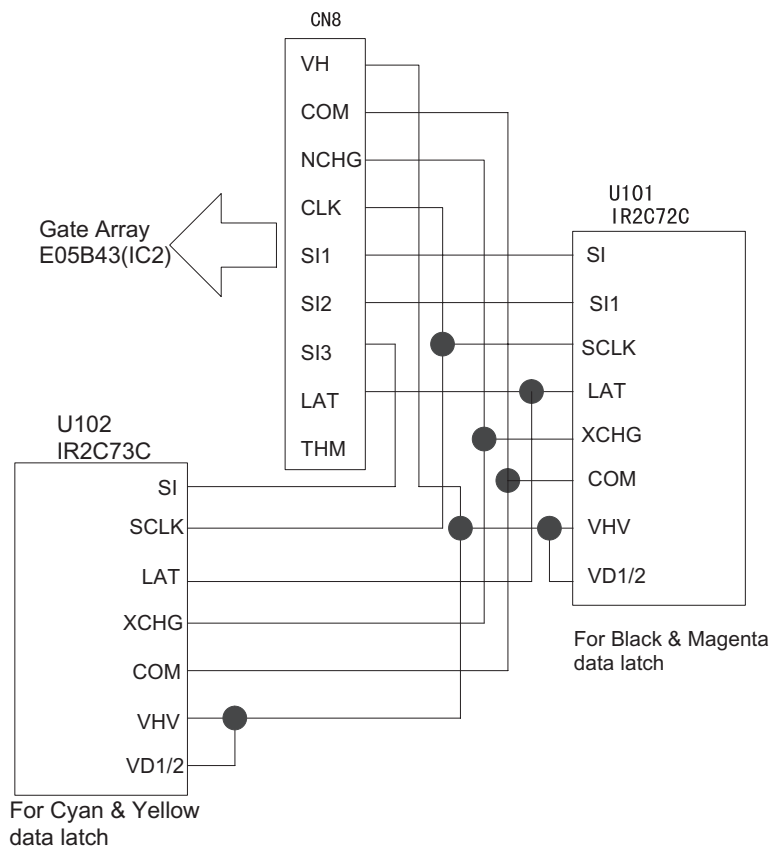 CN8
VH
COM
NCHG
CLK
SI1
SI2
SI3
LAT
THM
Gate Array
E05B43(IC2)
U101
IR2C72C
SI
SI1
SCLK
LAT
XCHG
COM
VHV
VD1/2
For Black & Magenta
data latch
U102
IR2C73C
SI
SCLK
LAT
XCHG
COM
VHV
VD1/2
For Cyan & Yellow
data latch